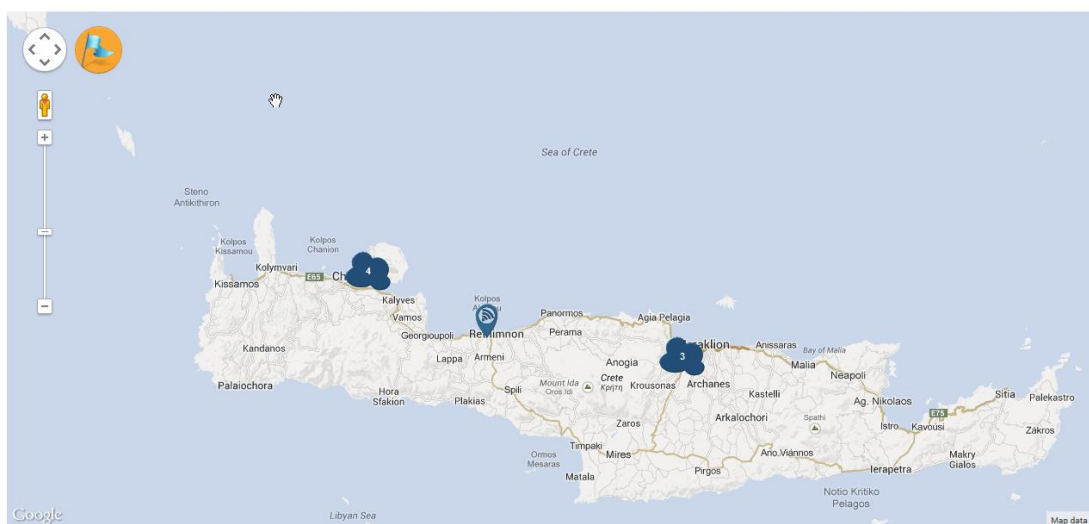 Sea of Crete
Steno
Antikithiron
Kolpos
Kissamou
Kolpos
Chanion
Kolymvari
E65
4
Kissamos
Kalyves
Kolpos
Vamos
Panormos
Agia Pelagia
Georgioupoli
Rethimnon
Perama
Anissaras
Bay of Malia
Kandanos
Lappa
Armeni
Anogia
3
Malia
Neapoli
Palaiochora
Hora
Sfakion
Spili
Mount Ida
Oros Idi
Crete
Κρήτη
Krousonas
Archanes
Kastelli
Plakias
Ag. Nikolaos
Sitia
Palekastro
E75
Zaros
Arkalochori
Spathi
Istro
Kavousi
Zákros
Timpaki
Mires
Ano Viánnos
Ormos
Mesaras
Matala
Pirgos
Ierapetra
Makry
Gialos
Notio Kritiko
Pelagos
Google
Libyan Sea
Map data